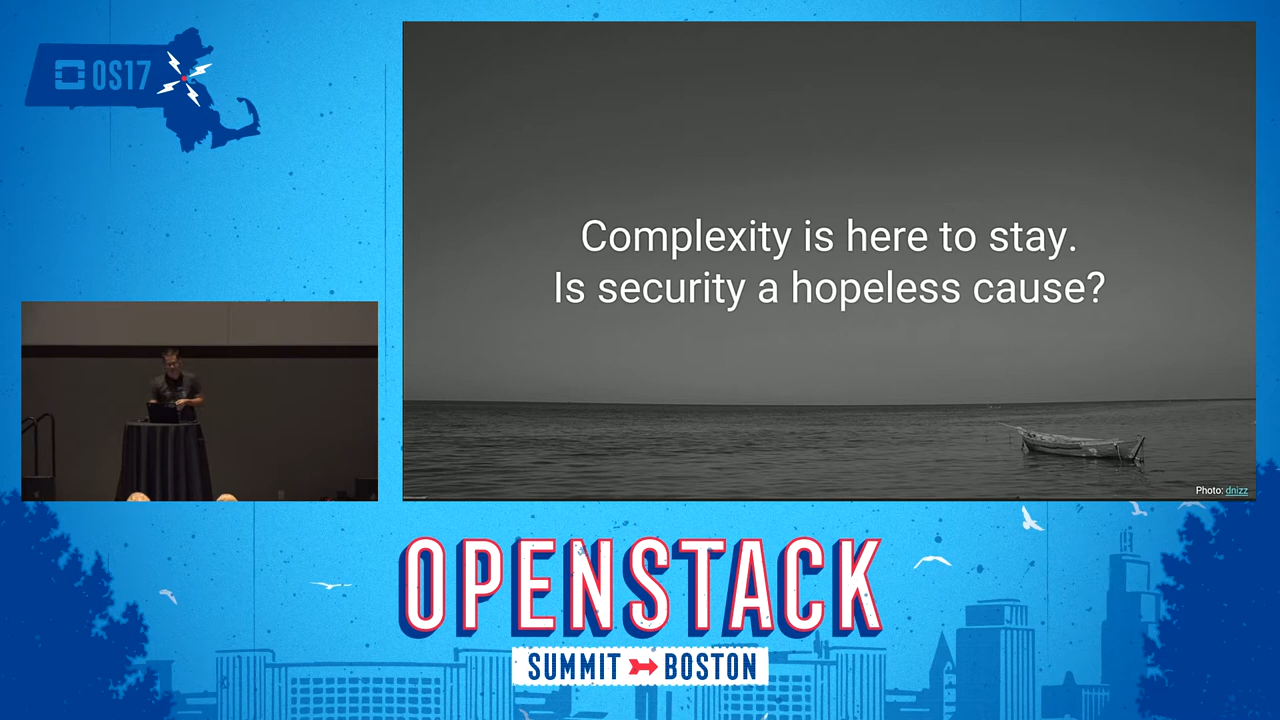 OS17
Complexity is here to stay.
Is security a hopeless cause?
Photo: dnizz
OPENSTACK
SUMMIT BOSTON